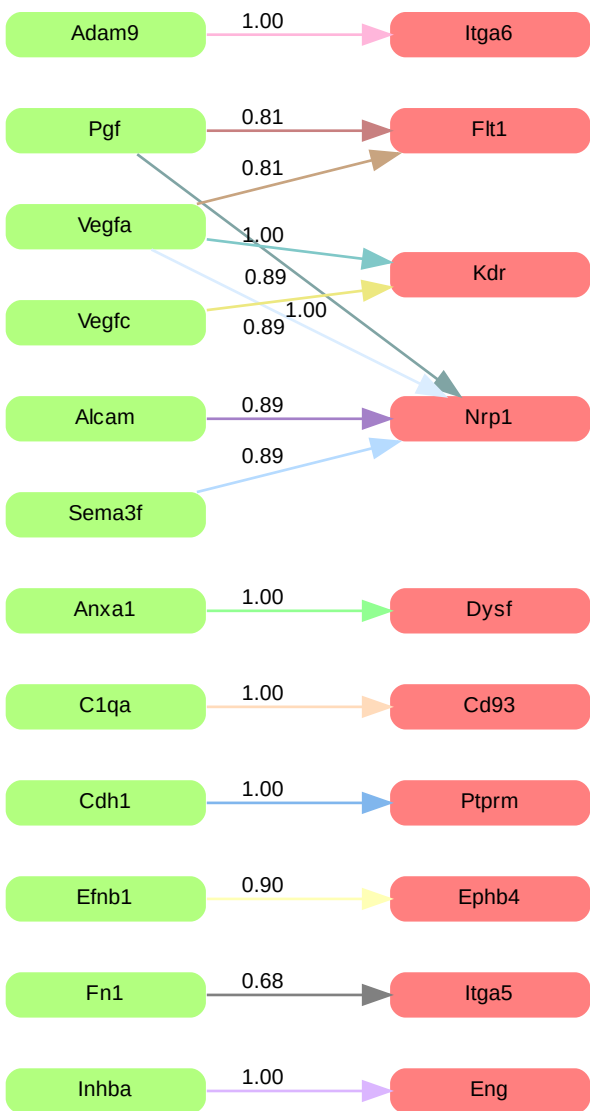 Adam9
1.00
Itga6
Pgf
0.81
Flt1
0.81
Vegfa
1.00
Kdr
0.89
Vegfc
1.00
0.89
Alcam
0.89
Nrp1
0.89
Sema3f
Anxa1
1.00
Dysf
C1qa
1.00
Cd93
Cdh1
1.00
Ptprm
Efnb1
0.90
Ephb4
Fn1
0.68
Itga5
Inhba
1.00
Eng